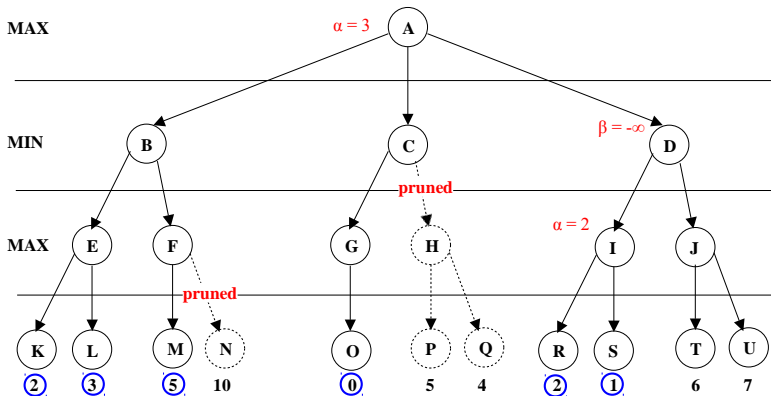 MAX α = 3 A
MIN B C β = -∞ D
pruned
MAX E F G H α = 2 I J
pruned
K L M N O P Q R S T U
2 3 5 10 0 5 4 2 1 6 7